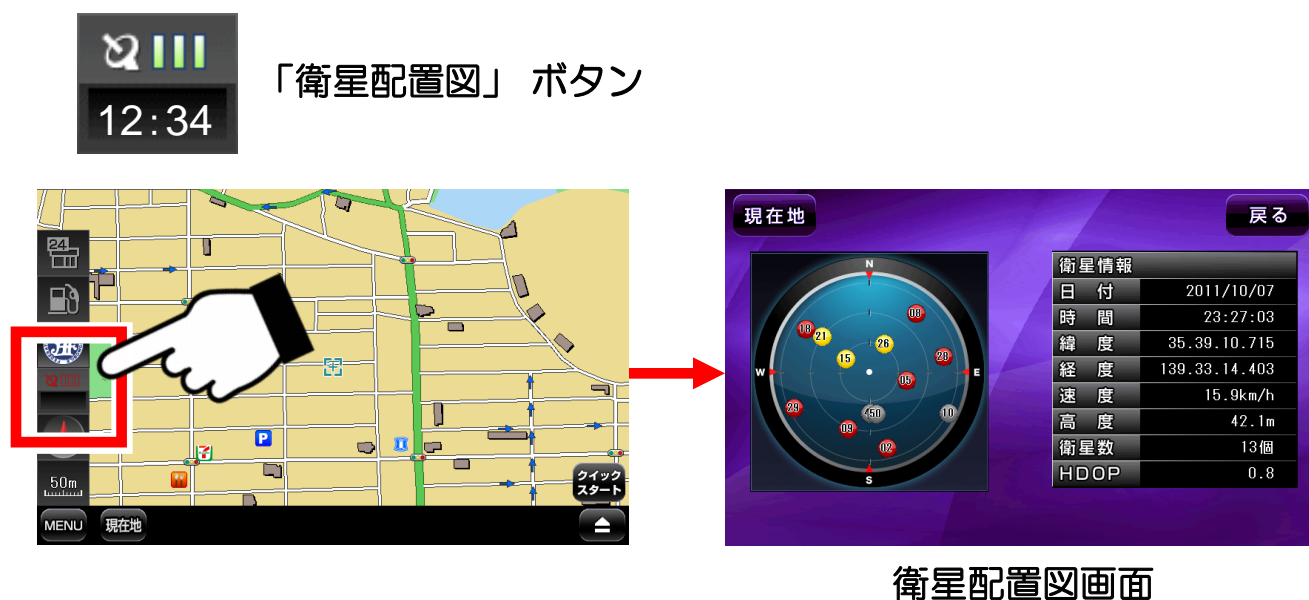 12:34
「衛星配置図」 ボタン
24
50m
P
7
クイック
スタート
MENU
現在地
現在地
戻る
N
W
E
S
18
21
08
26
15
28
05
29
50
10
09
02
衛星情報
日 付 2011/10/07
時 間 23:27:03
緯 度 35.39.10.715
経 度 139.33.14.403
速 度 15.9km/h
高 度 42.1m
衛星数 13個
HDOP 0.8
衛星配置図画面